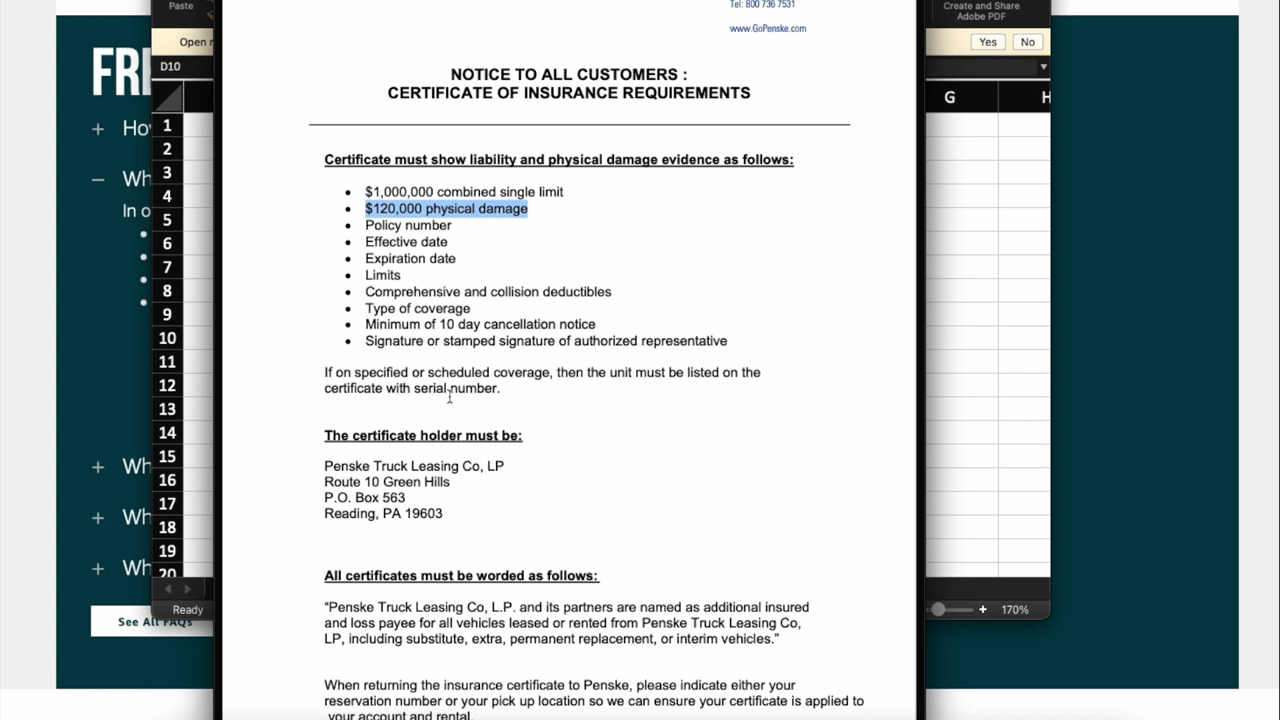 Paste
Tel: 800 736 7531
Create and Share
Adobe PDF
www.GoPenske.com
Yes
No
D10
G
H
NOTICE TO ALL CUSTOMERS :
CERTIFICATE OF INSURANCE REQUIREMENTS
Certificate must show liability and physical damage evidence as follows:
• $1,000,000 combined single limit
• $120,000 physical damage
• Policy number
• Effective date
• Expiration date
• Limits
• Comprehensive and collision deductibles
• Type of coverage
• Minimum of 10 day cancellation notice
• Signature or stamped signature of authorized representative
If on specified or scheduled coverage, then the unit must be listed on the
certificate with serial number.
The certificate holder must be:
Penske Truck Leasing Co, LP
Route 10 Green Hills
P.O. Box 563
Reading, PA 19603
All certificates must be worded as follows:
“Penske Truck Leasing Co, L.P. and its partners are named as additional insured
and loss payee for all vehicles leased or rented from Penske Truck Leasing Co,
LP, including substitute, extra, permanent replacement, or interim vehicles.”
When returning the insurance certificate to Penske, please indicate either your
reservation number or your pick up location so we can ensure your certificate is applied to
your account and rental.
1
2
3
4
5
6
7
8
9
10
11
12
13
14
15
16
17
18
19
20
Ready
170%
Open
In
See All FAQs